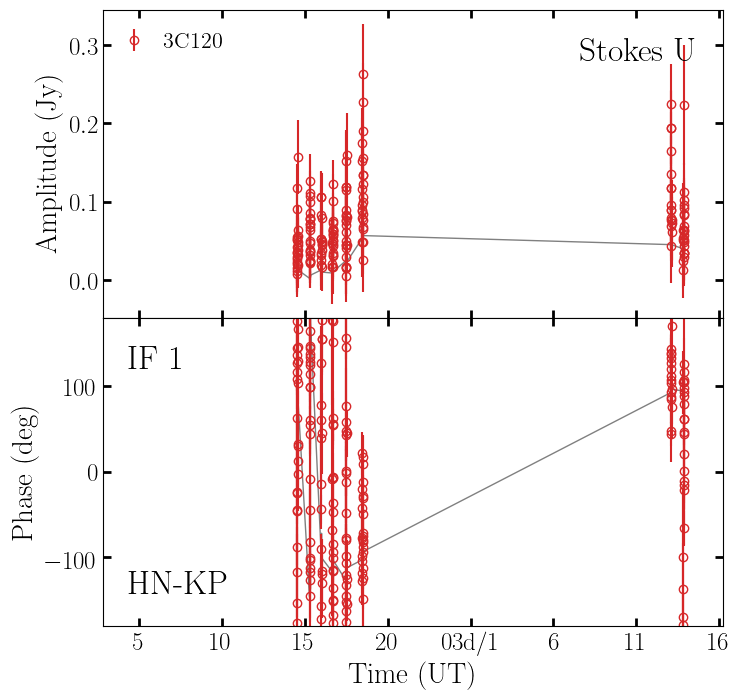 3C120
Stokes U
Amplitude (Jy)
0.3
0.2
0.1
0.0
IF 1
HN-KP
Phase (deg)
100
0
−100
5 10 15 20 03d/1 6 11 16
Time (UT)